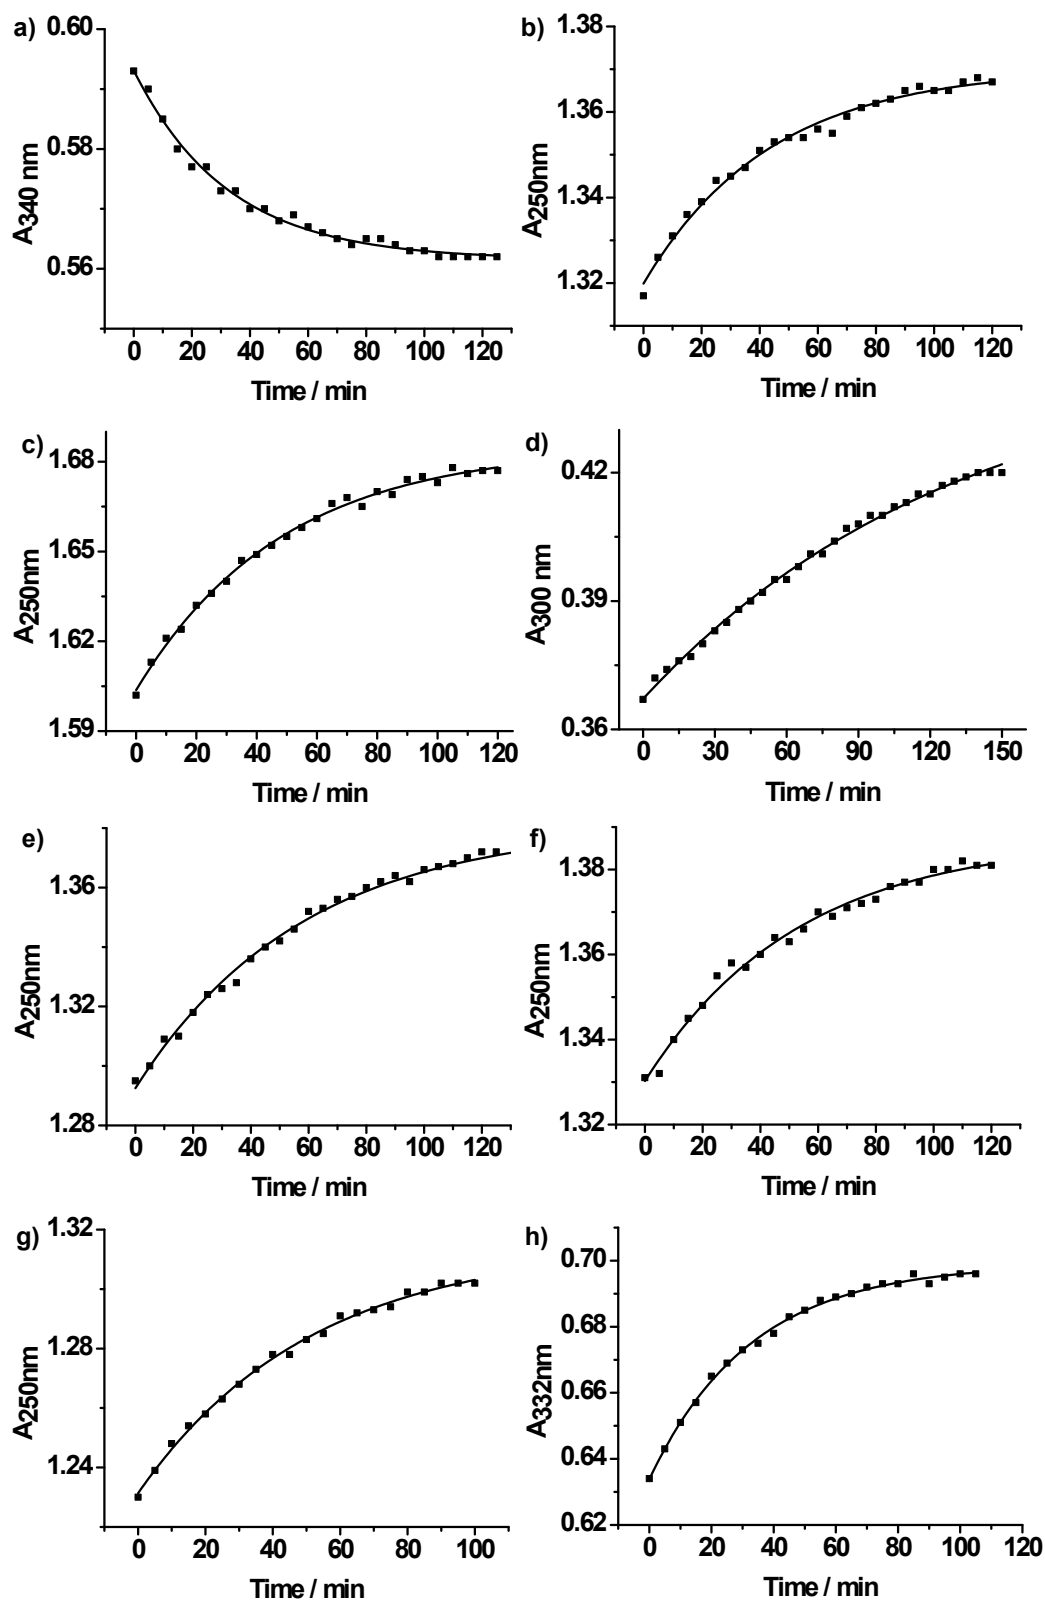 a)
0.60
0.58
0.56
A340 nm
0 20 40 60 80 100 120
Time / min
b)
1.38
1.36
1.34
1.32
A250nm
0 20 40 60 80 100 120
Time / min
c)
1.68
1.65
1.62
1.59
A250nm
0 20 40 60 80 100 120
Time / min
d)
0.42
0.39
0.36
A300 nm
0 30 60 90 120 150
Time / min
e)
1.36
1.32
1.28
A250nm
0 20 40 60 80 100 120
Time / min
f)
1.38
1.36
1.34
1.32
A250nm
0 20 40 60 80 100 120
Time / min
g)
1.32
1.28
1.24
A250nm
0 20 40 60 80 100
Time / min
h)
0.70
0.68
0.66
0.64
0.62
A332nm
0 20 40 60 80 100 120
Time / min